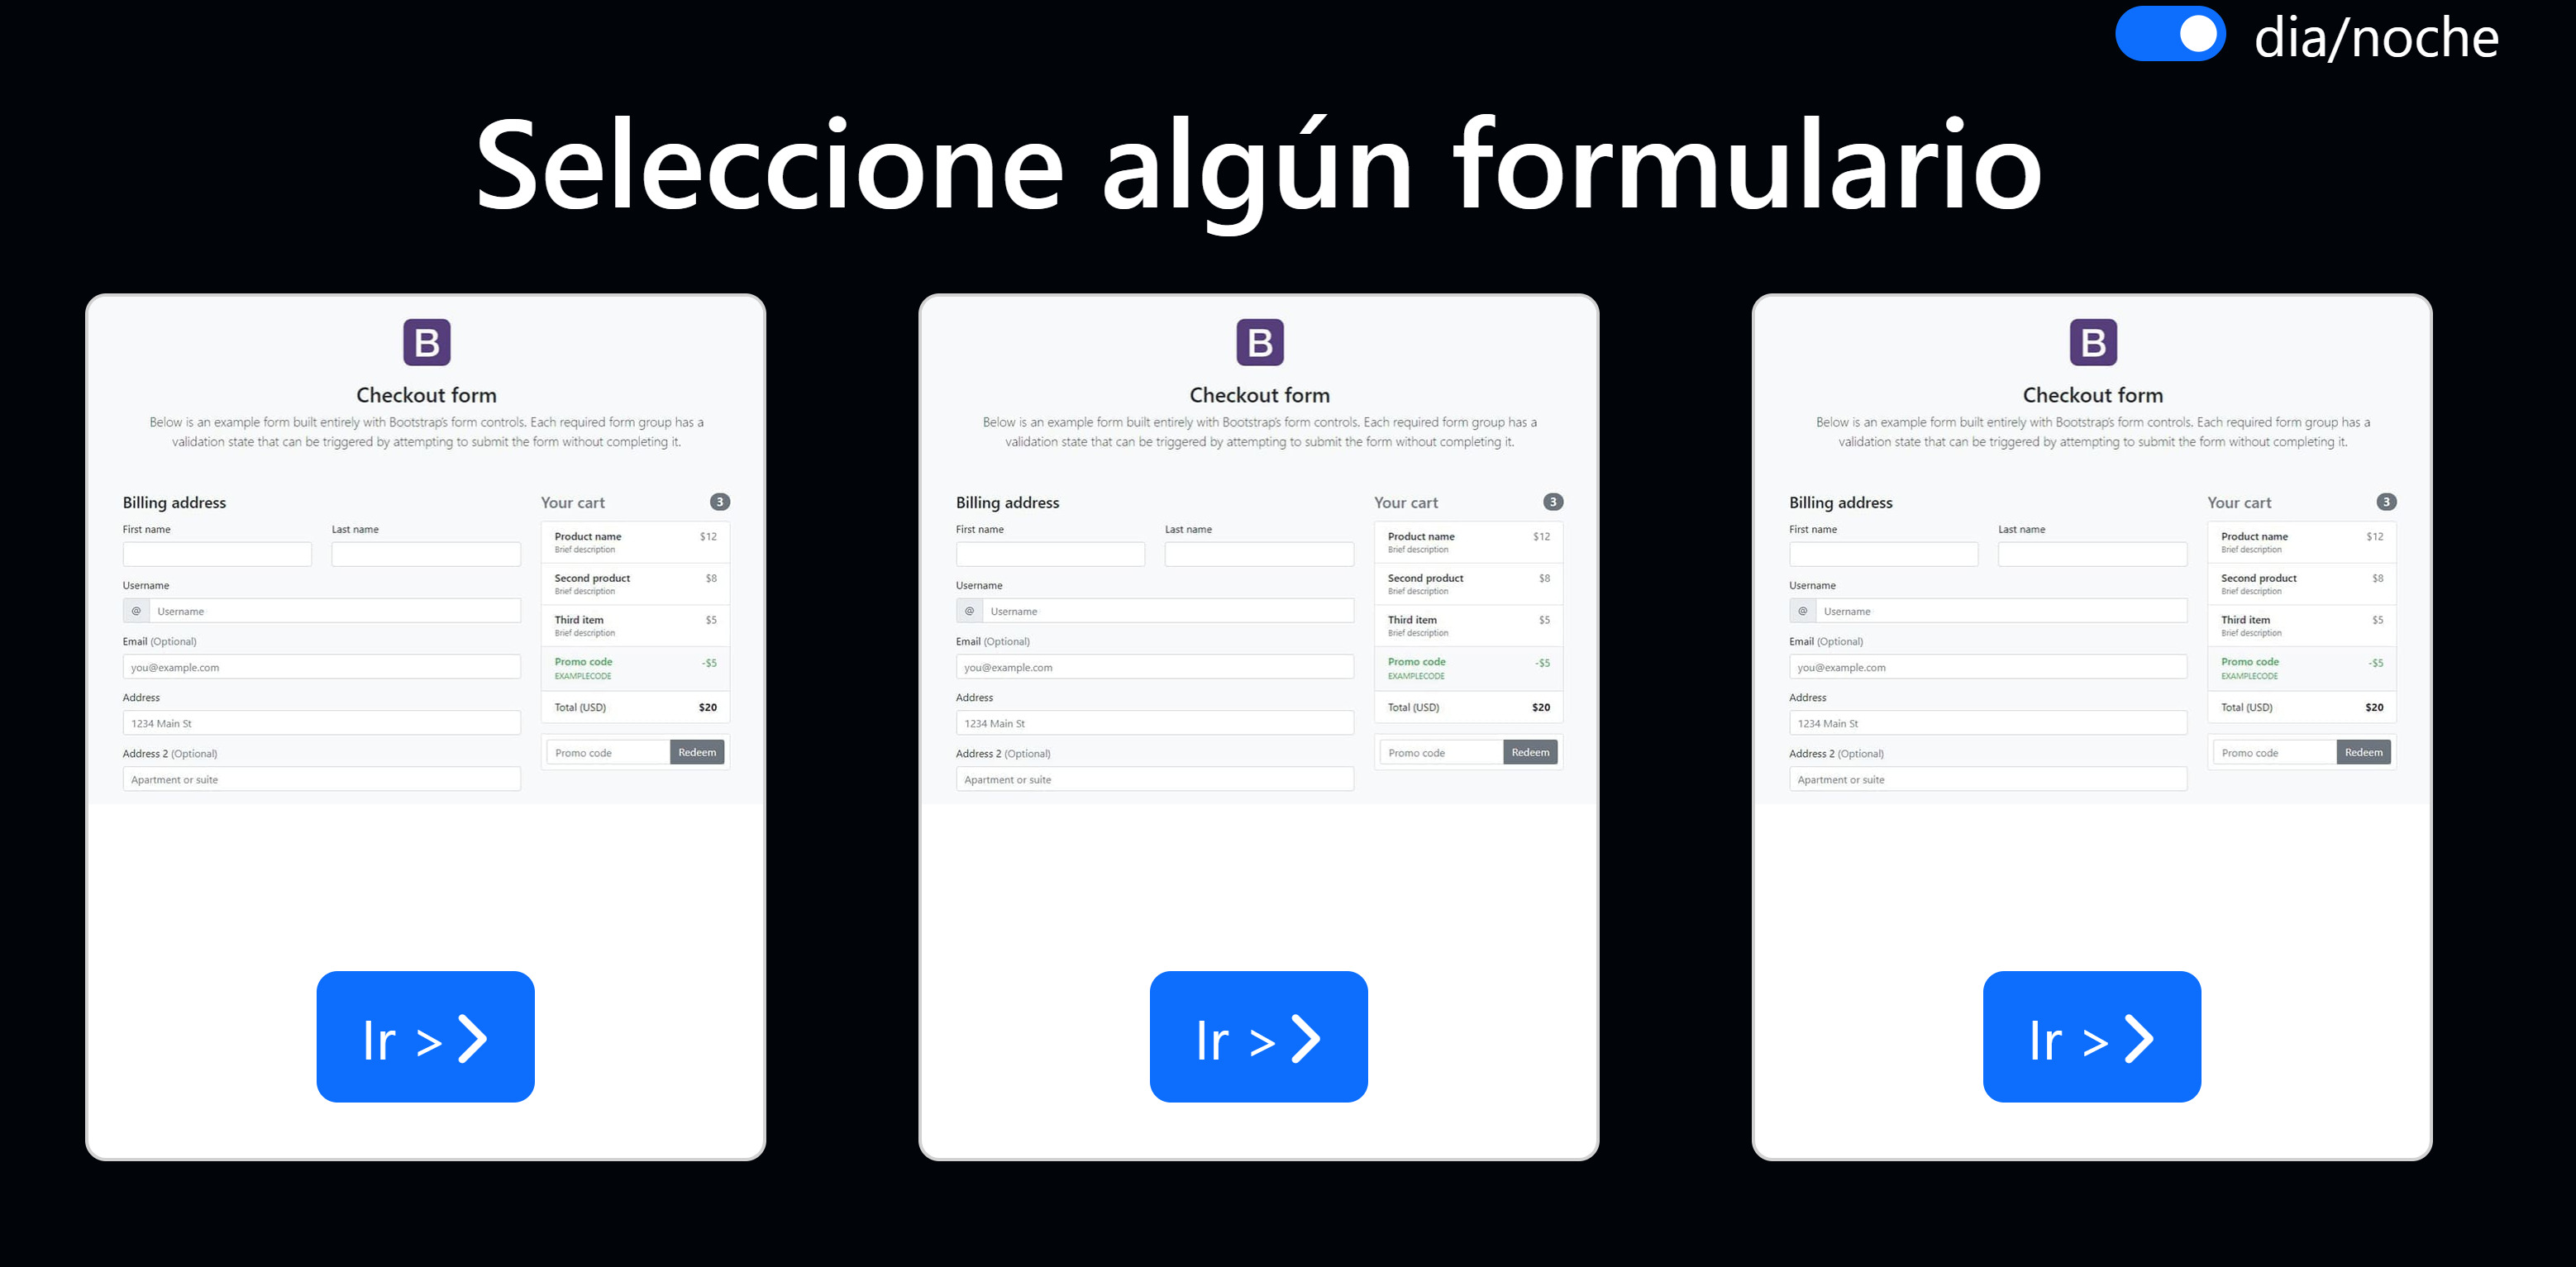 dia/noche
Seleccione algún formulario
B
Checkout form
Below is an example form built entirely with Bootstrap's form controls. Each required form group has a
validation state that can be triggered by attempting to submit the form without completing it.
Billing address
First name Last name
Username
@ Username
Email (Optional)
you@example.com
Address
1234 Main St
Address 2 (Optional)
Apartment or suite
Your cart 3
Product name $12
Brief description
Second product $8
Brief description
Third item $5
Brief description
Promo code -$5
EXAMPLECODE
Total (USD) $20
Promo code Redeem
Ir >
B
Checkout form
Below is an example form built entirely with Bootstrap's form controls. Each required form group has a
validation state that can be triggered by attempting to submit the form without completing it.
Billing address
First name Last name
Username
@ Username
Email (Optional)
you@example.com
Address
1234 Main St
Address 2 (Optional)
Apartment or suite
Your cart 3
Product name $12
Brief description
Second product $8
Brief description
Third item $5
Brief description
Promo code -$5
EXAMPLECODE
Total (USD) $20
Promo code Redeem
Ir >
B
Checkout form
Below is an example form built entirely with Bootstrap's form controls. Each required form group has a
validation state that can be triggered by attempting to submit the form without completing it.
Billing address
First name Last name
Username
@ Username
Email (Optional)
you@example.com
Address
1234 Main St
Address 2 (Optional)
Apartment or suite
Your cart 3
Product name $12
Brief description
Second product $8
Brief description
Third item $5
Brief description
Promo code -$5
EXAMPLECODE
Total (USD) $20
Promo code Redeem
Ir >